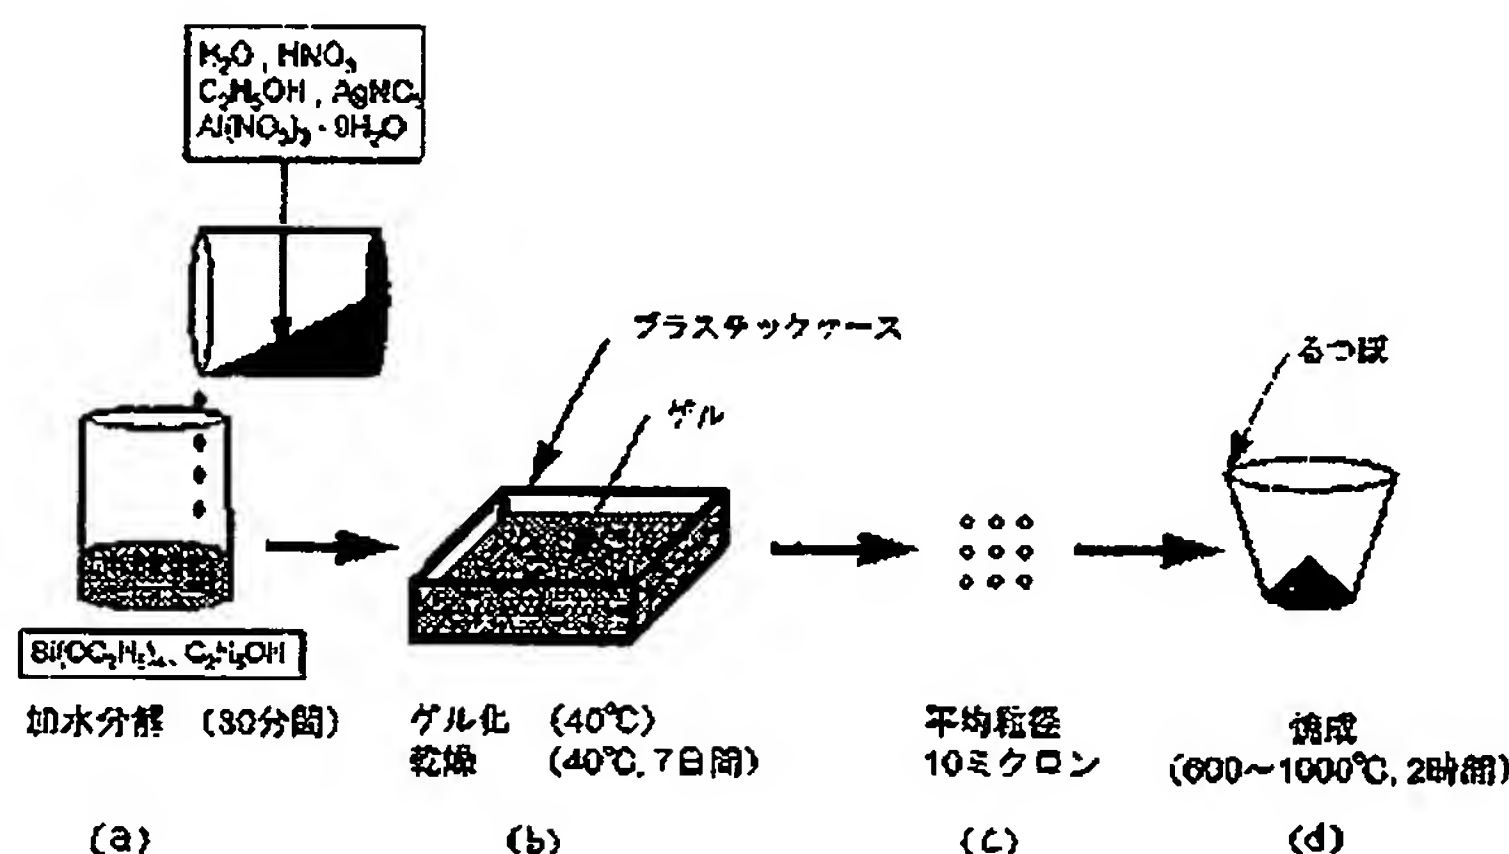 H₂O , HNO₃
C₂H₅OH , AgNO₃
Al(NO₃)₃・9H₂O
プラスチックケース
るつぼ
ゲル
Si(OC₂H₅)₄、C₂H₅OH
加水分解 (30分間)
ゲル化 (40℃)
乾燥 (40℃,7日間)
平均粒径
10ミクロン
焼成
(600~1000℃,2時間)
(a)
(b)
(c)
(d)